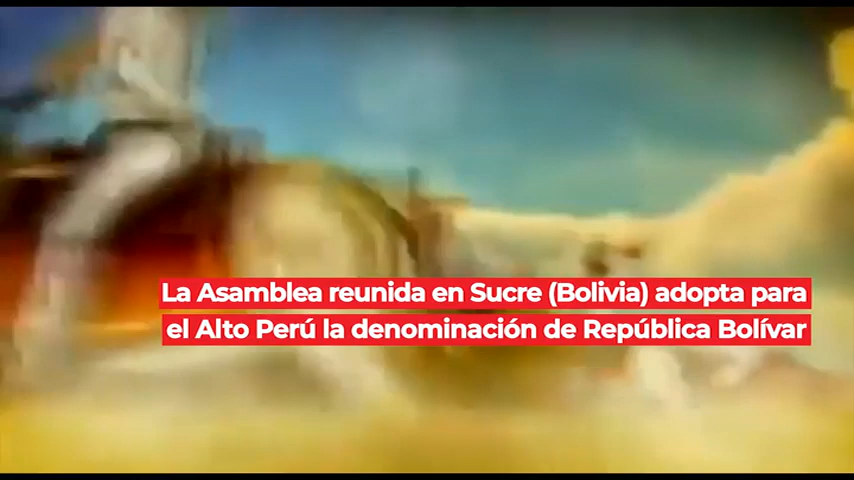 La Asamblea reunida en Sucre (Bolivia) adopta para
el Alto Perú la denominación de República Bolívar